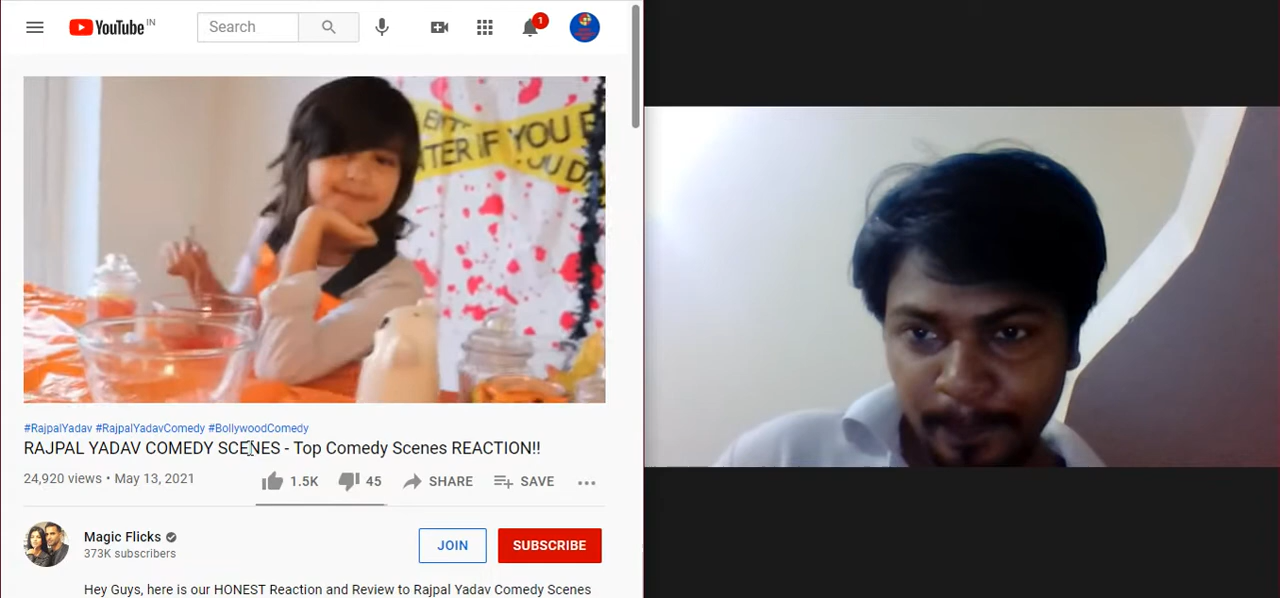 YouTube IN
Search
1
ENT
NTER IF YOU
#RajpalYadav #RajpalYadavComedy #BollywoodComedy
RAJPAL YADAV COMEDY SCENES - Top Comedy Scenes REACTION!!
24,920 views • May 13, 2021
1.5K
45
SHARE
SAVE
Magic Flicks
373K subscribers
JOIN
SUBSCRIBE
Hey Guys, here is our HONEST Reaction and Review to Rajpal Yadav Comedy Scenes